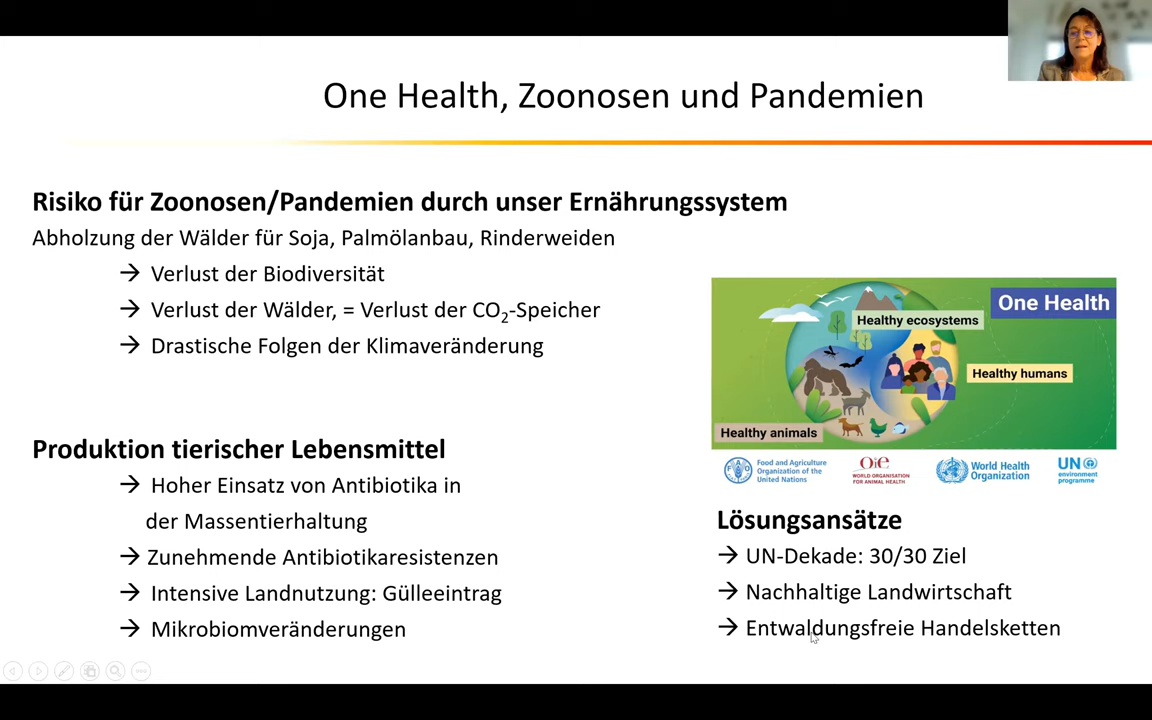 One Health, Zoonosen und Pandemien
Risiko für Zoonosen/Pandemien durch unser Ernährungssystem
Abholzung der Wälder für Soja, Palmölanbau, Rinderweiden
→ Verlust der Biodiversität
→ Verlust der Wälder, = Verlust der CO₂-Speicher
→ Drastische Folgen der Klimaveränderung
Produktion tierischer Lebensmittel
→ Hoher Einsatz von Antibiotika in
der Massentierhaltung
→ Zunehmende Antibiotikaresistenzen
→ Intensive Landnutzung: Gülleeintrag
→ Mikrobiomveränderungen
One Health
Healthy ecosystems
Healthy humans
Healthy animals
Food and Agriculture
Organization of the
United Nations
OiE
WORLD ORGANISATION
FOR ANIMAL HEALTH
World Health
Organization
UN
environment
programme
Lösungsansätze
→ UN-Dekade: 30/30 Ziel
→ Nachhaltige Landwirtschaft
→ Entwaldungsfreie Handelsketten